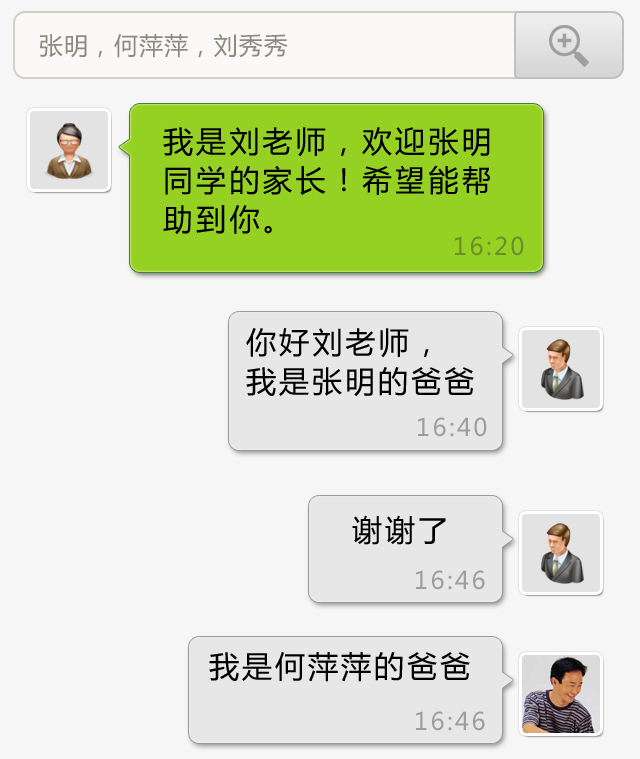 张明，何萍萍，刘秀秀
我是刘老师，欢迎张明
同学的家长！希望能帮
助到你。
16:20
你好刘老师，
我是张明的爸爸
16:40
谢谢了
16:46
我是何萍萍的爸爸
16:46